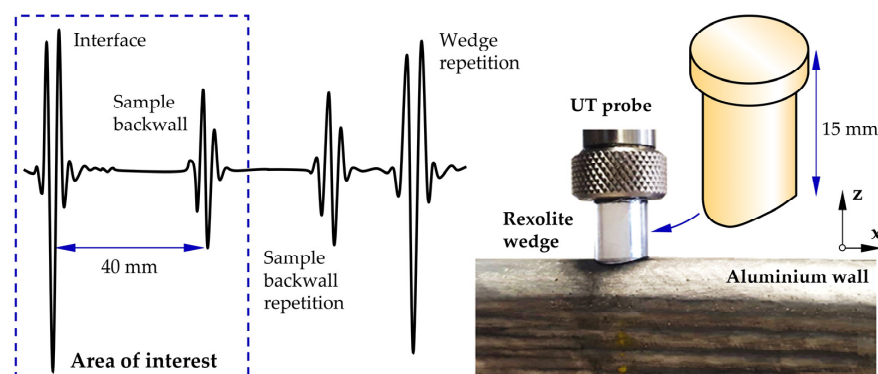 Interface
Wedge
repetition
Sample
backwall
40 mm
Sample
backwall
repetition
Area of interest
UT probe
15 mm
Rexolite
wedge
z
x
Aluminium wall